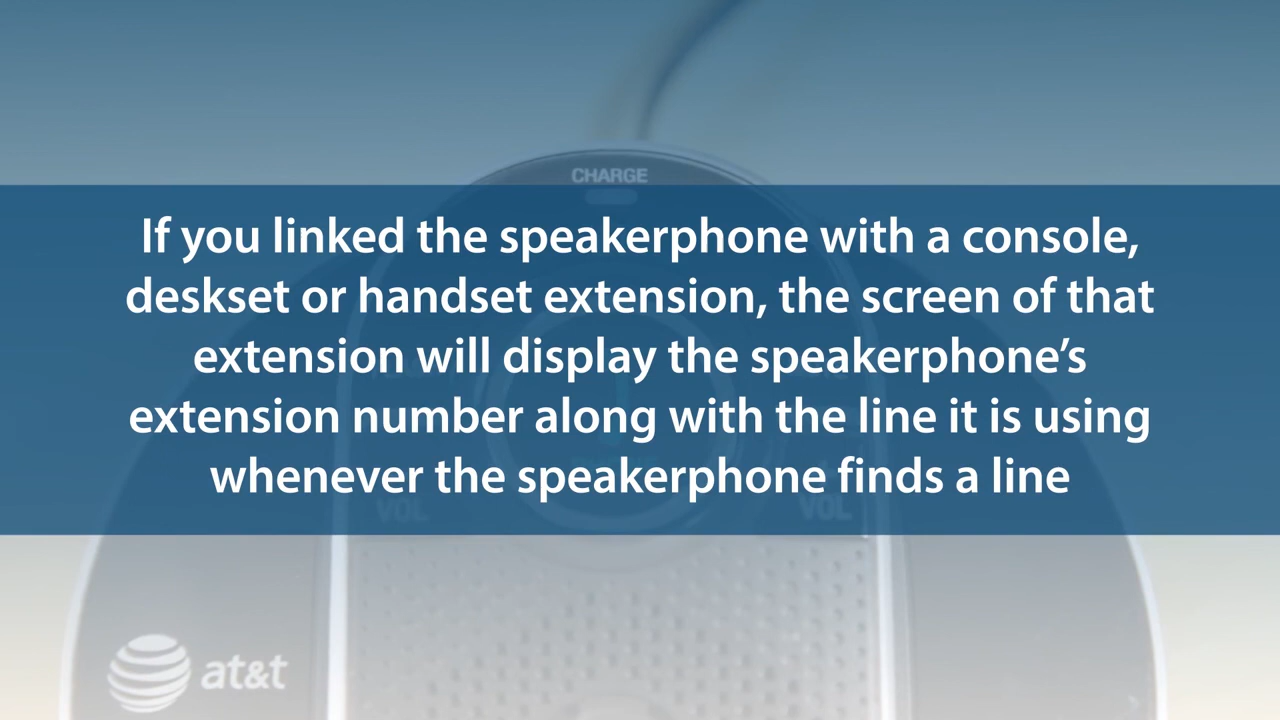 CHARGE
If you linked the speakerphone with a console,
deskset or handset extension, the screen of that
extension will display the speakerphone’s
extension number along with the line it is using
whenever the speakerphone finds a line
VOL VOL
at&t